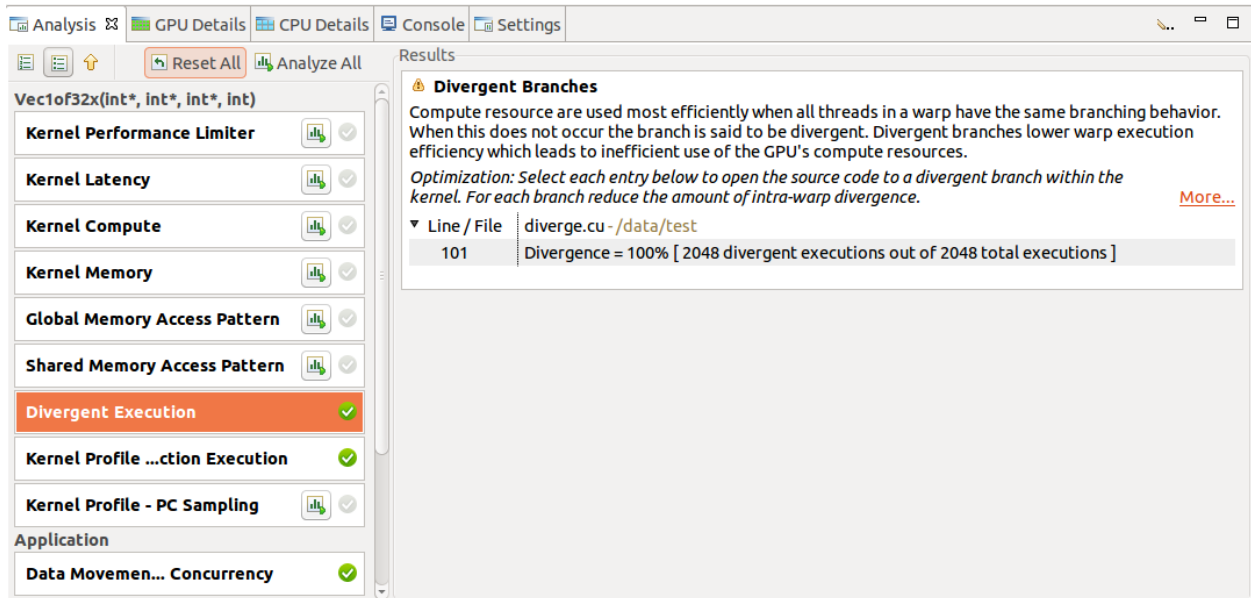 Analysis GPU Details CPU Details Console Settings
Reset All Analyze All
Vec1of32x(int*, int*, int*, int)
Kernel Performance Limiter
Kernel Latency
Kernel Compute
Kernel Memory
Global Memory Access Pattern
Shared Memory Access Pattern
Divergent Execution
Kernel Profile ...ction Execution
Kernel Profile - PC Sampling
Application
Data Movemen... Concurrency
Results
Divergent Branches
Compute resource are used most efficiently when all threads in a warp have the same branching behavior.
When this does not occur the branch is said to be divergent. Divergent branches lower warp execution
efficiency which leads to inefficient use of the GPU's compute resources.
Optimization: Select each entry below to open the source code to a divergent branch within the
kernel. For each branch reduce the amount of intra-warp divergence. More...
Line / File diverge.cu - /data/test
101 Divergence = 100% [ 2048 divergent executions out of 2048 total executions ]